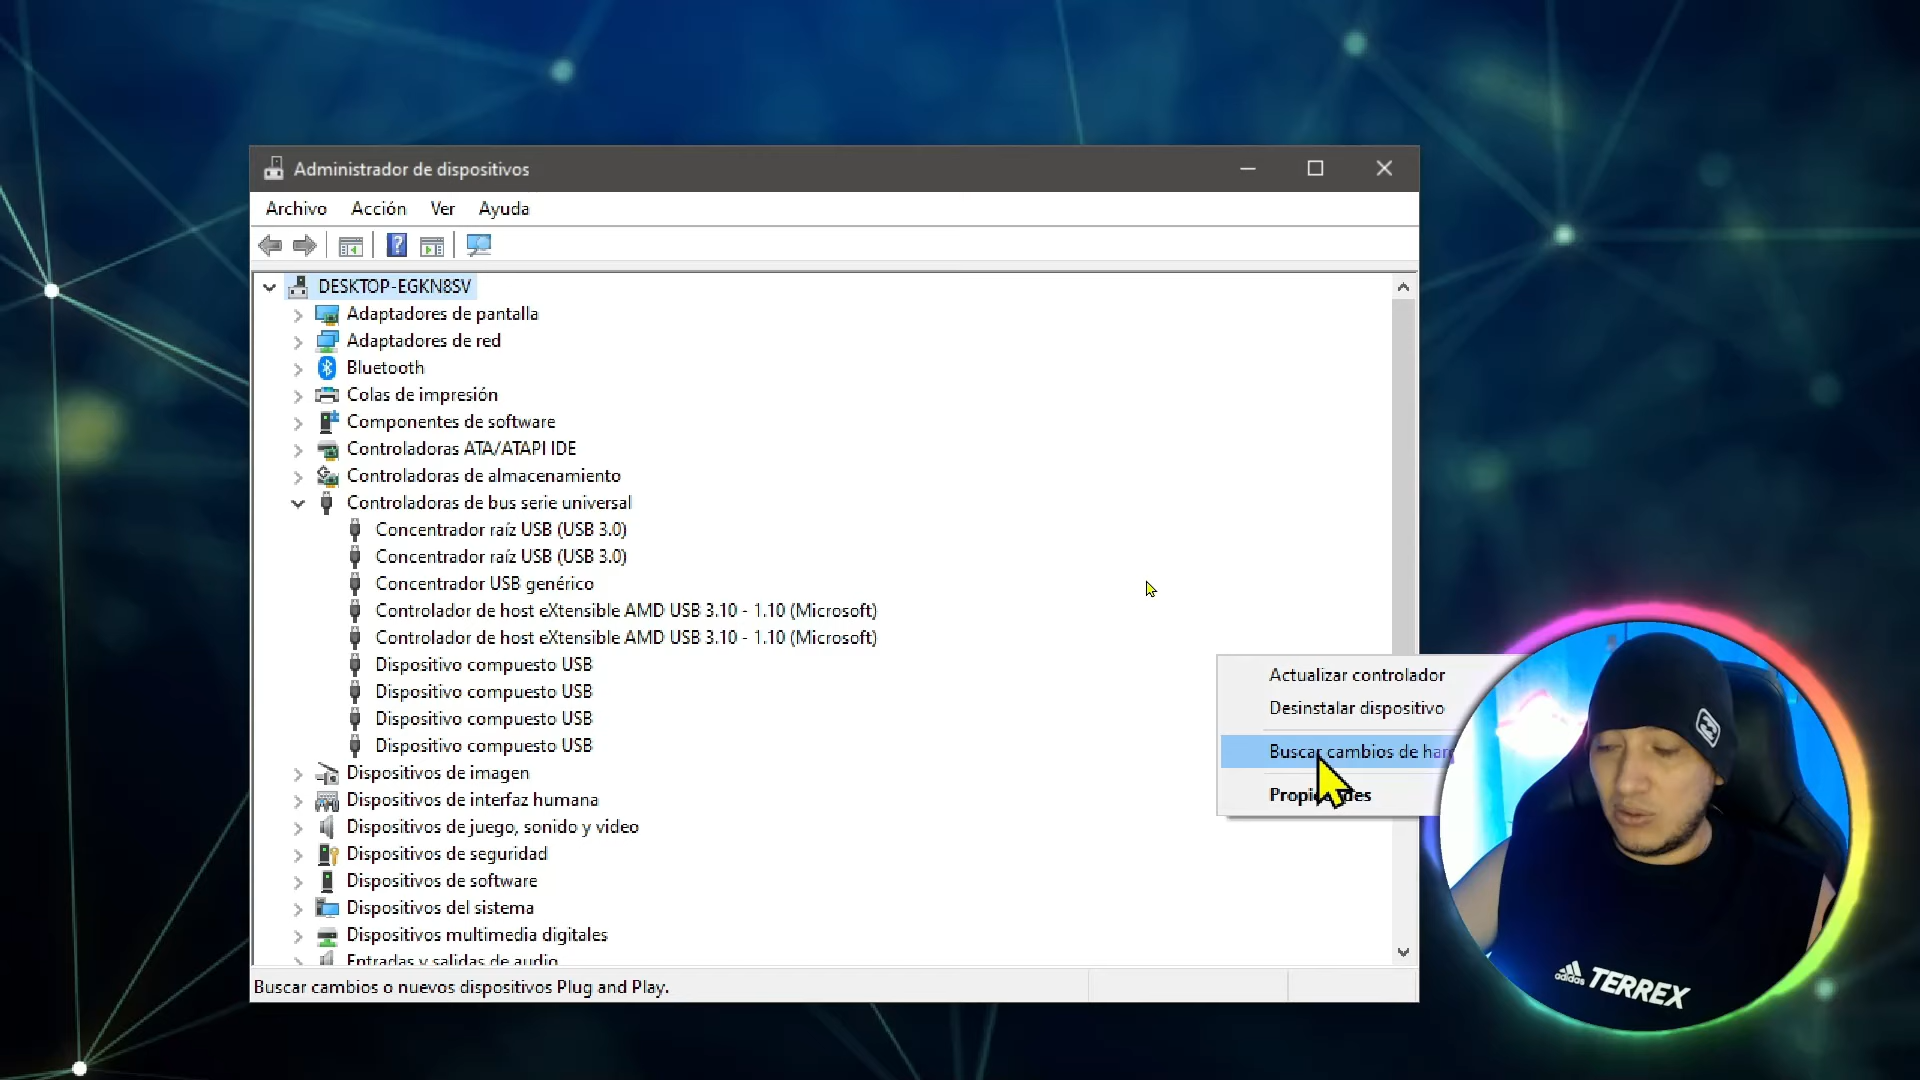 Administrador de dispositivos
Archivo Acción Ver Ayuda
DESKTOP-EGKN8SV
Adaptadores de pantalla
Adaptadores de red
Bluetooth
Colas de impresión
Componentes de software
Controladoras ATA/ATAPI IDE
Controladoras de almacenamiento
Controladoras de bus serie universal
Concentrador raíz USB (USB 3.0)
Concentrador raíz USB (USB 3.0)
Concentrador USB genérico
Controlador de host eXtensible AMD USB 3.10 - 1.10 (Microsoft)
Controlador de host eXtensible AMD USB 3.10 - 1.10 (Microsoft)
Dispositivo compuesto USB
Dispositivo compuesto USB
Dispositivo compuesto USB
Dispositivo compuesto USB
Dispositivos de imagen
Dispositivos de interfaz humana
Dispositivos de juego, sonido y video
Dispositivos de seguridad
Dispositivos de software
Dispositivos del sistema
Dispositivos multimedia digitales
Entradas y salidas de audio
Buscar cambios o nuevos dispositivos Plug and Play.
Actualizar controlador
Desinstalar dispositivo
Buscar cambios de
adidas TERREX